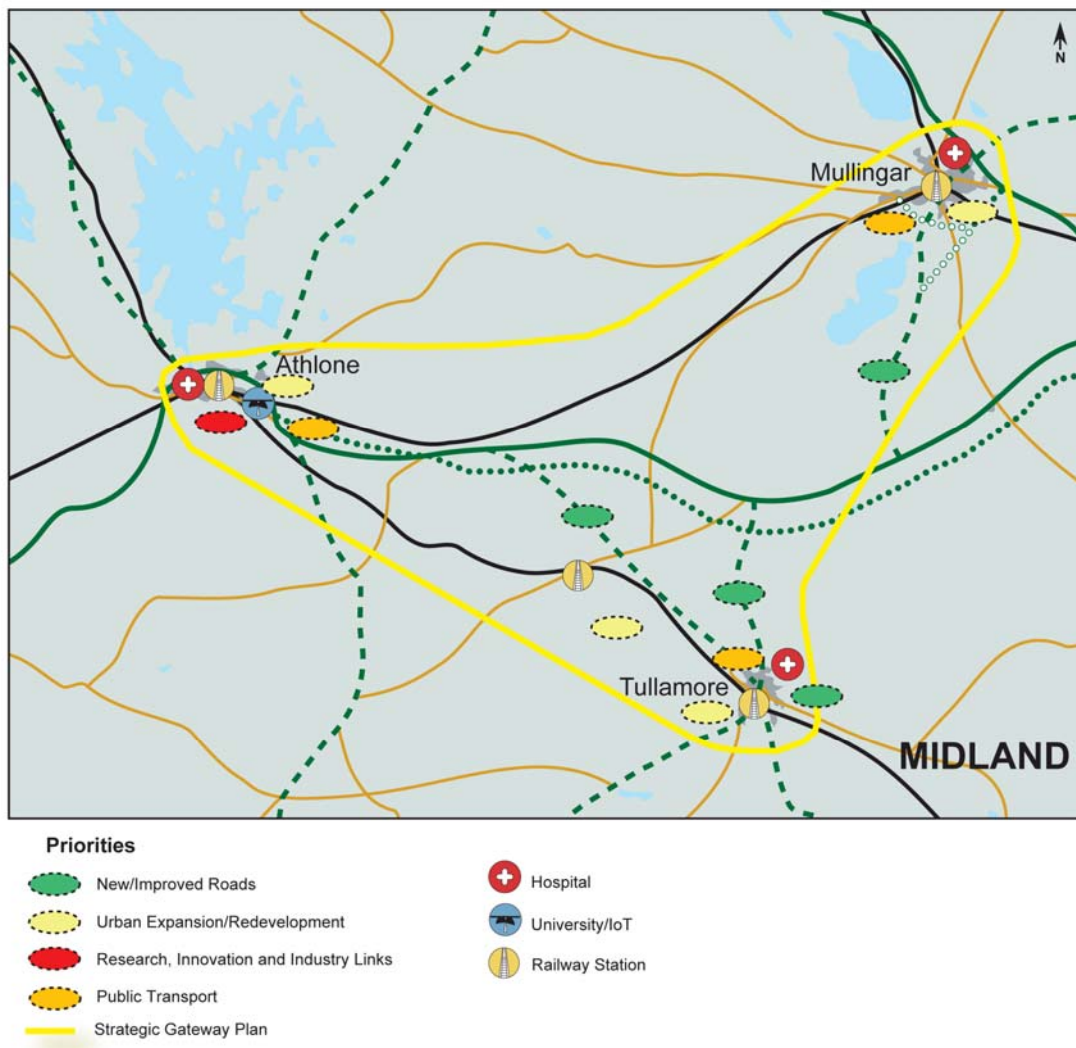 N
Mullingar
Athlone
Tullamore
MIDLAND
Priorities
New/Improved Roads
Urban Expansion/Redevelopment
Research, Innovation and Industry Links
Public Transport
Strategic Gateway Plan
Hospital
University/IoT
Railway Station